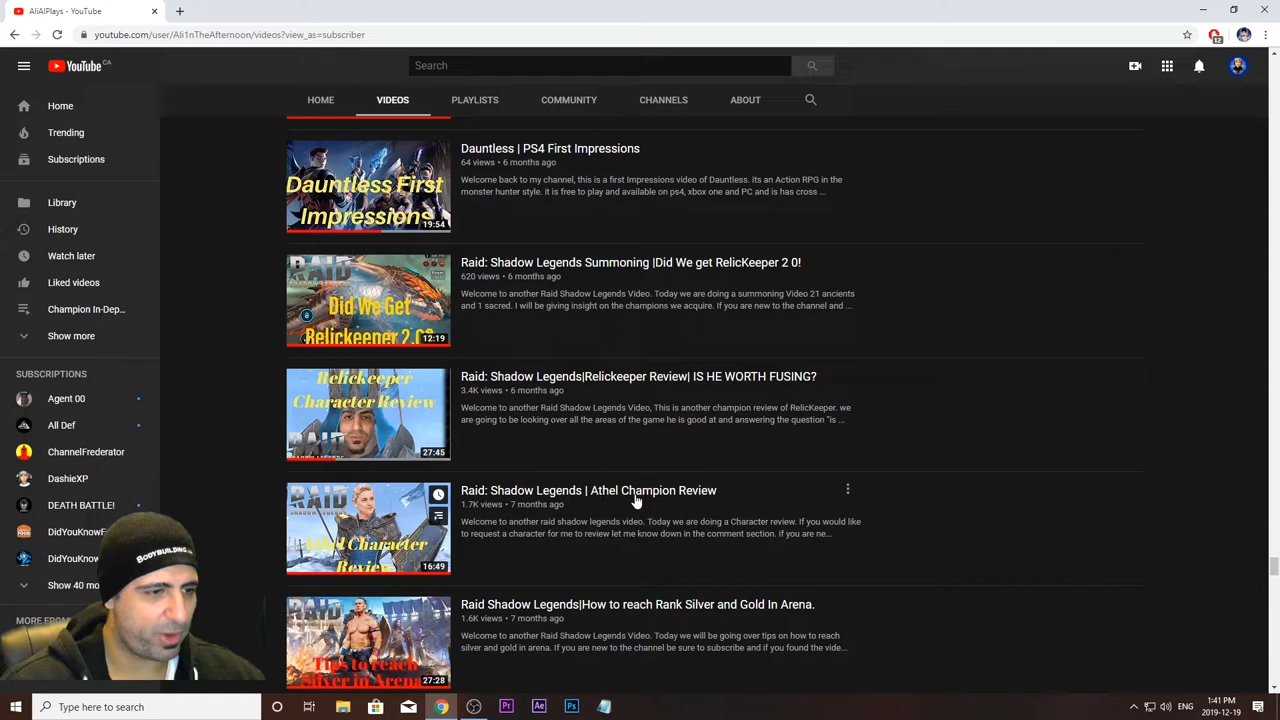 AliAlPlays - YouTube
youtube.com/user/Ali1nTheAfternoon/videos?view_as=subscriber
12
YouTube CA
Search
HOME
VIDEOS
PLAYLISTS
COMMUNITY
CHANNELS
ABOUT
Home
Trending
Subscriptions
Library
History
Watch later
Liked videos
Champion In-Dep...
Show more
SUBSCRIPTIONS
Agent 00
All Def
ChannelFrederator
DashieXP
DEATH BATTLE!
DidYouKnowF
DidYouKnow
Show 40 mo
MORE FROM
BODYBUILDING.
Dauntless First
Impressions
19:54
Dauntless | PS4 First Impressions
64 views • 6 months ago
Welcome back to my channel, this is a first Impressions video of Dauntless. its an Action RPG in the
monster hunter style. it is free to play and available on ps4, xbox one and PC and is has cross ...
RAID
Did We Get
Relickeeper 2.0?
12:19
Raid: Shadow Legends Summoning |Did We get RelicKeeper 2 0!
620 views • 6 months ago
Welcome to another Raid Shadow Legends Video. Today we are doing a summoning Video 21 ancients
and 1 sacred. I will be giving insight on the champions we acquire. If you are new to the channel and ...
Relickeeper
Character Review
RAID
27:45
Raid: Shadow Legends|Relickeeper Review| IS HE WORTH FUSING?
3.4K views • 6 months ago
Welcome to another Raid Shadow Legends Video, This is another champion review of RelicKeeper. we
are going to be looking over all the areas of the game he is good at and answering the question "is ...
RAID
Athel Character
Review
16:49
Raid: Shadow Legends | Athel Champion Review
1.7K views • 7 months ago
Welcome to another raid shadow legends video. Today we are doing a Character review. If you would like
to request a character for me to review let me know down in the comment section. if you are ne...
RAID
Tips to reach
Silver in Arena
27:28
Raid Shadow Legends|How to reach Rank Silver and Gold In Arena.
1.6K views • 7 months ago
Welcome to another Raid Shadow Legends Video. Today we will be going over tips on how to reach
silver and gold in arena. If you are new to the channel be sure to subscribe and if you found the vide...
Type here to search
Pr
Ae
Ps
ENG
1:41 PM
2019-12-19